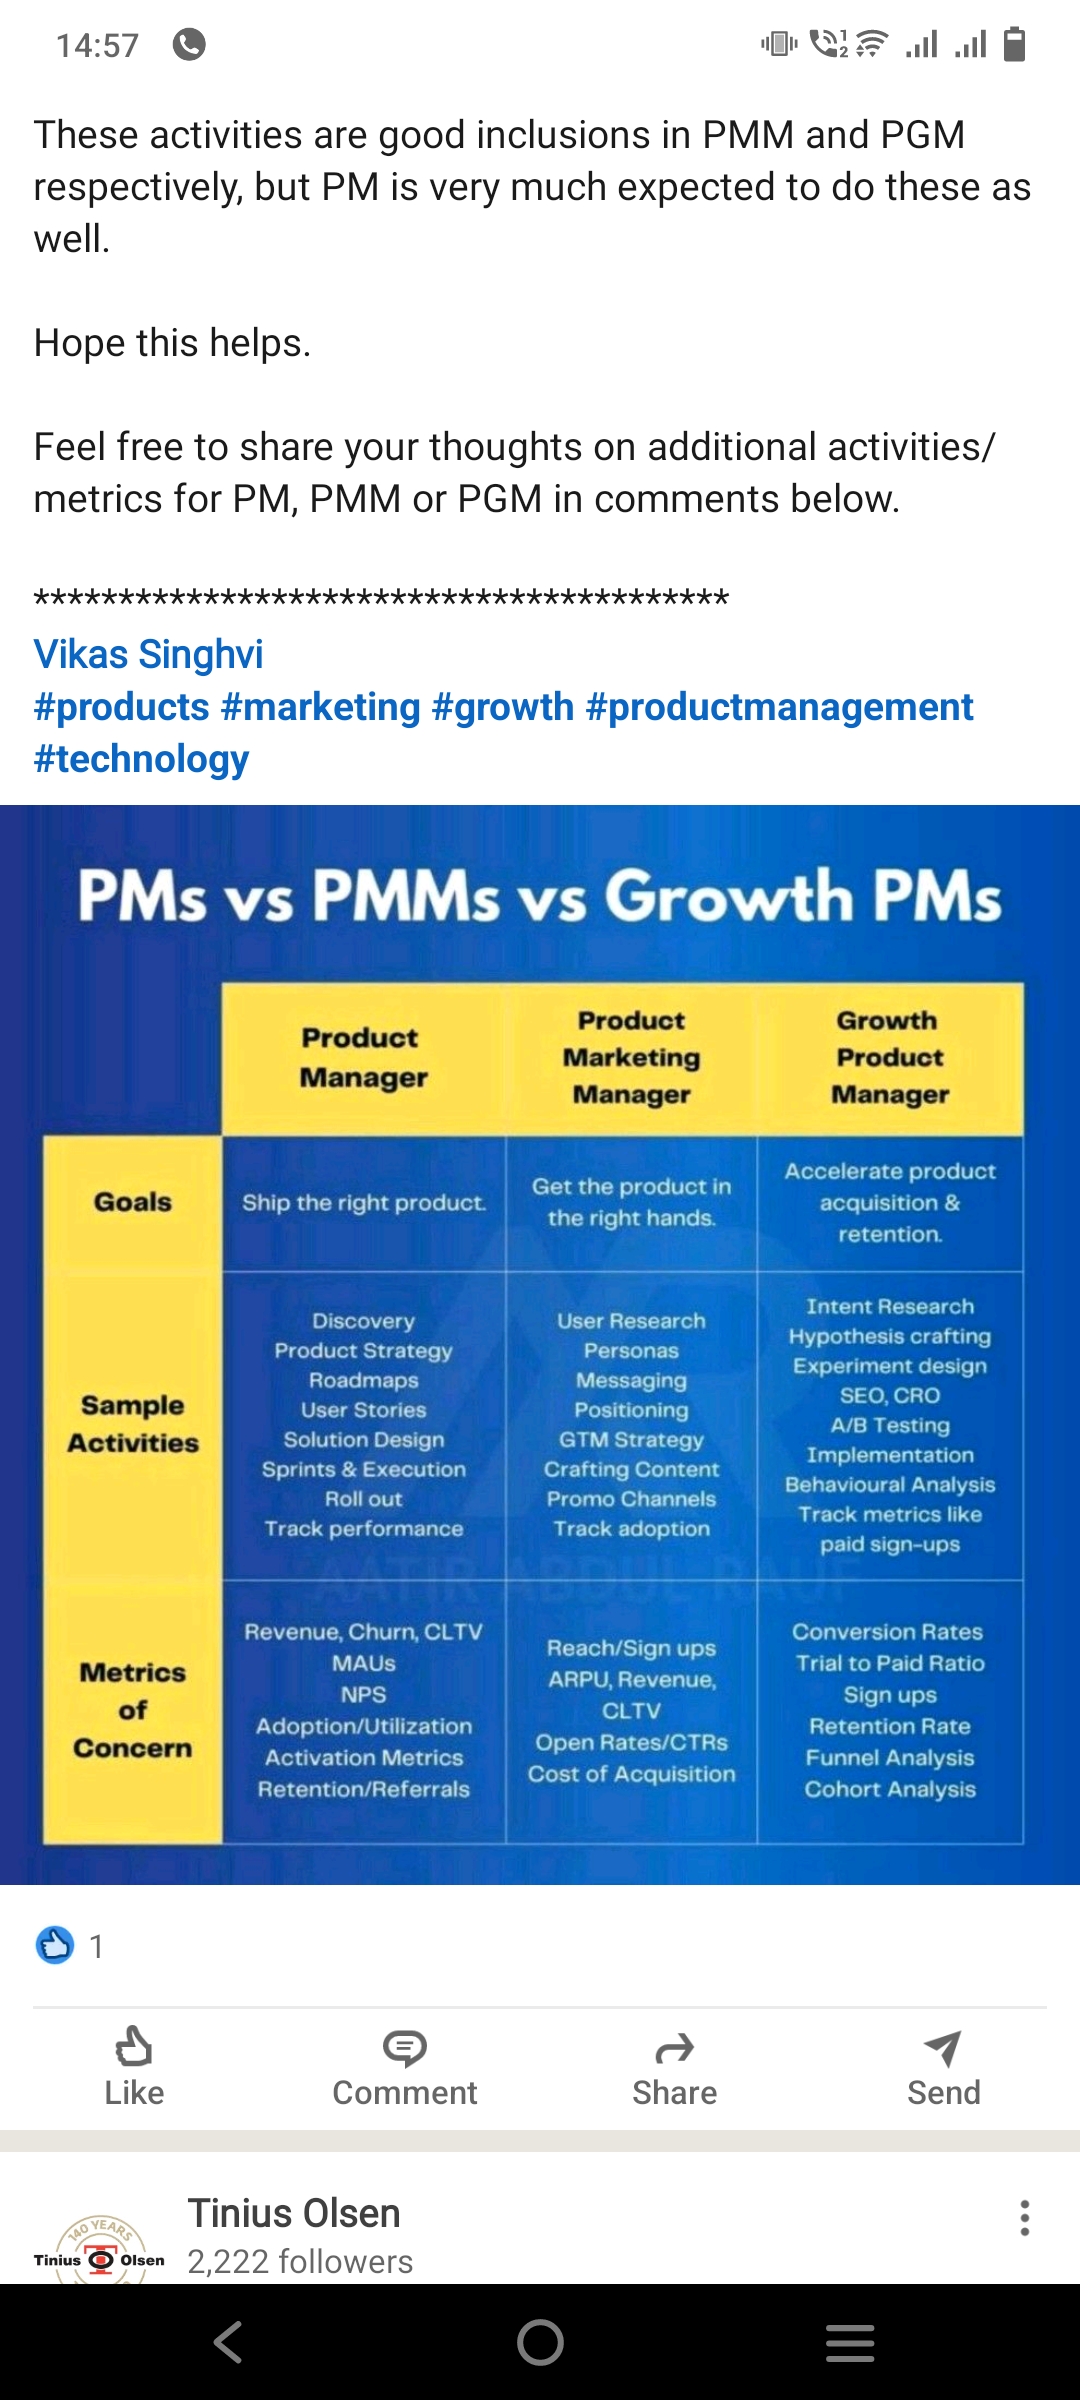 14:57
These activities are good inclusions in PMM and PGM
respectively, but PM is very much expected to do these as
well.
Hope this helps.
Feel free to share your thoughts on additional activities/
metrics for PM, PMM or PGM in comments below.
*****************************************
Vikas Singhvi
#products #marketing #growth #productmanagement
#technology
PMs vs PMMs vs Growth PMs
Product
Manager
Product
Marketing
Manager
Growth
Product
Manager
Goals
Ship the right product.
Get the product in
the right hands.
Accelerate product
acquisition &
retention.
Sample
Activities
Discovery
Product Strategy
Roadmaps
User Stories
Solution Design
Sprints & Execution
Roll out
Track performance
User Research
Personas
Messaging
Positioning
GTM Strategy
Crafting Content
Promo Channels
Track adoption
Intent Research
Hypothesis crafting
Experiment design
SEO, CRO
A/B Testing
Implementation
Behavioural Analysis
Track metrics like
paid sign-ups
AATIR ABDUL RAUF
Metrics
of
Concern
Revenue, Churn, CLTV
MAUs
NPS
Adoption/Utilization
Activation Metrics
Retention/Referrals
Reach/Sign ups
ARPU, Revenue,
CLTV
Open Rates/CTRs
Cost of Acquisition
Conversion Rates
Trial to Paid Ratio
Sign ups
Retention Rate
Funnel Analysis
Cohort Analysis
1
Like
Comment
Share
Send
140 YEARS
Tinius Olsen
Tinius Olsen
2,222 followers